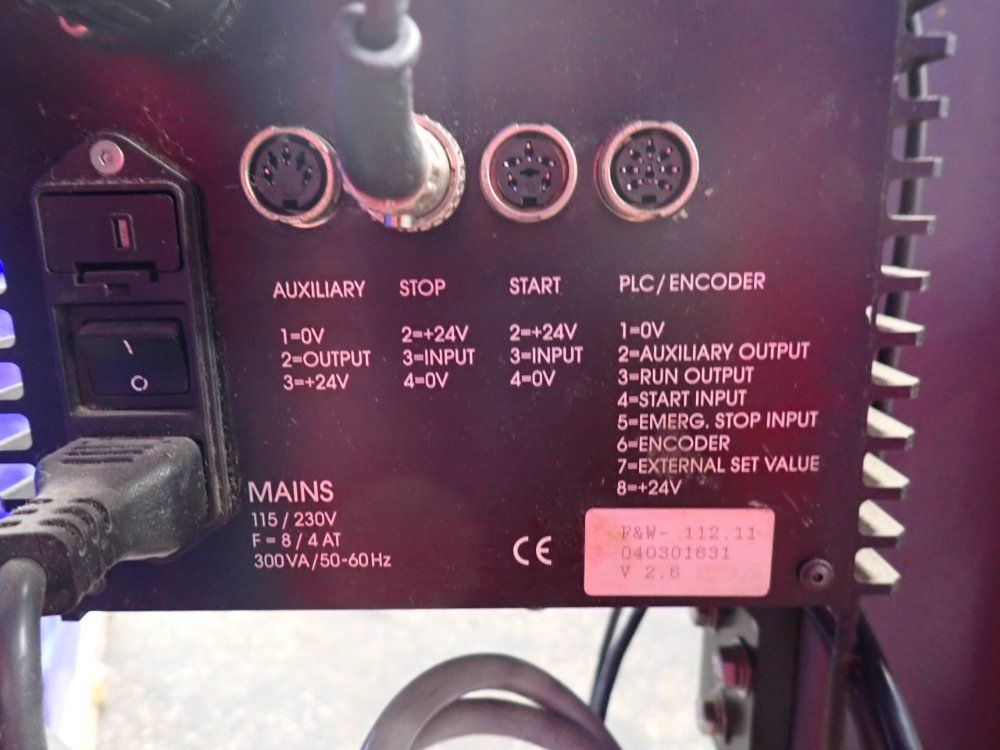 AUXILIARY
1=0V
2=OUTPUT
3=+24V
STOP
2=+24V
3=INPUT
4=0V
START
2=+24V
3=INPUT
4=0V
PLC/ENCODER
1=0V
2=AUXILIARY OUTPUT
3=RUN OUTPUT
4=START INPUT
5=EMERG. STOP INPUT
6=ENCODER
7=EXTERNAL SET VALUE
8=+24V
MAINS
115/230V
F=8/4AT
300VA/50-60Hz
CE
F&W- 112.11
040301631
V 2.6